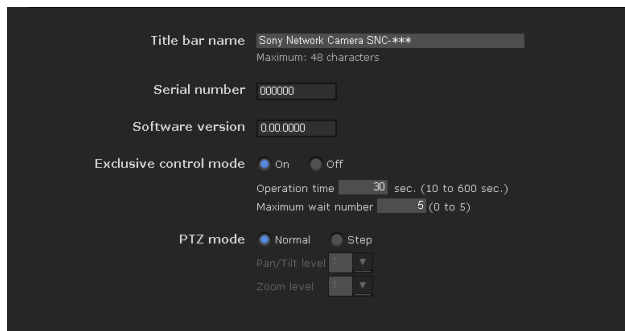 Title bar name Sony Network Camera SNC-***
Maximum: 48 characters
Serial number 000000
Software version 0.00.0000
Exclusive control mode On Off
Operation time 30 sec. (10 to 600 sec.)
Maximum wait number 5 (0 to 5)
PTZ mode Normal Step
Pan/Tilt level 1
Zoom level 1